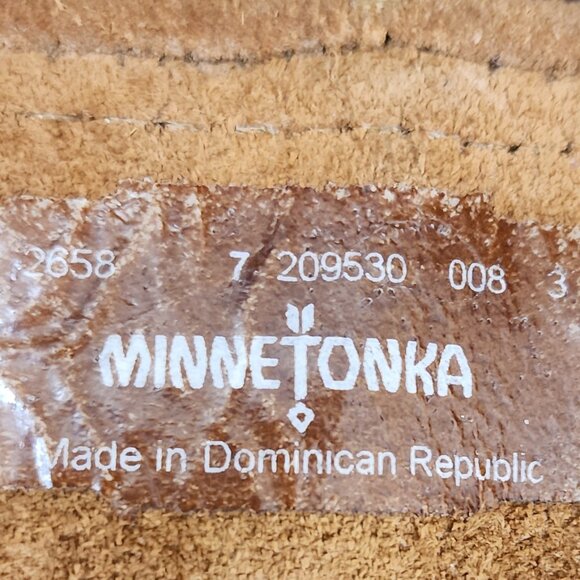 2658 7 209530 008 3
MINNETONKA
Made in Dominican Republic